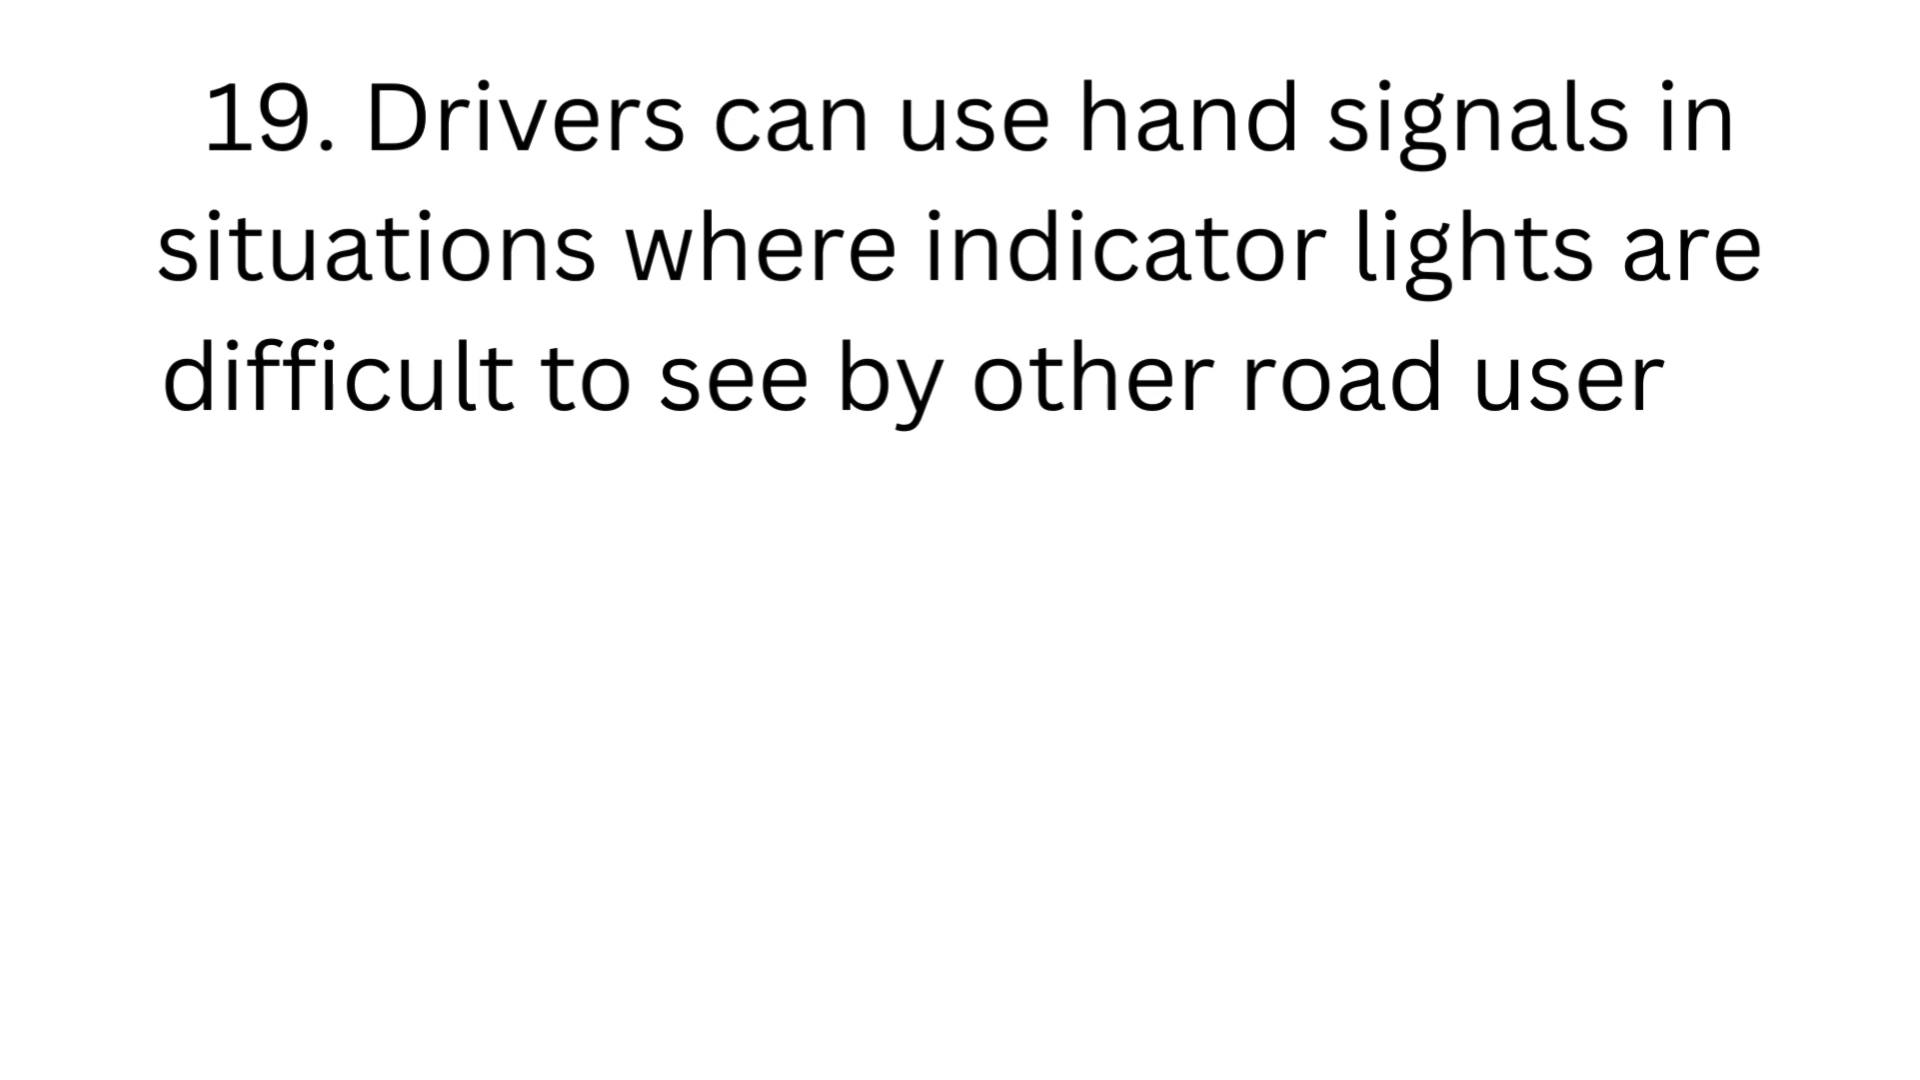 19. Drivers can use hand signals in
situations where indicator lights are
difficult to see by other road user